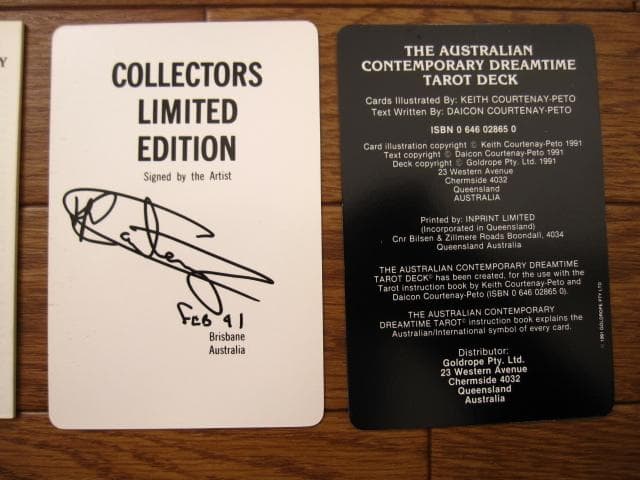 Y
COLLECTORS
LIMITED
EDITION
Signed by the Artist
FEB 91
Brisbane
Australia
THE AUSTRALIAN
CONTEMPORARY DREAMTIME
TAROT DECK
Cards Illustrated By: KEITH COURTENAY-PETO
Text Written By: DAICON COURTENAY-PETO
ISBN 0 646 02865 0
Card illustration copyright © Keith Courtenay-Peto 1991
Text copyright © Daicon Courtenay-Peto 1991
Deck copyright © Goldrope Pty. Ltd. 1991
23 Western Avenue
Chermside 4032
Queensland
AUSTRALIA
Printed by: INPRINT LIMITED
(Incorporated in Queensland)
Cnr Bilsen & Zillmere Roads Boondall, 4034
Queensland Australia
THE AUSTRALIAN CONTEMPORARY DREAMTIME
TAROT DECK© has been created, for the use with the
Tarot instruction book by Keith Courtenay-Peto and
Daicon Courtenay-Peto (ISBN 0 646 02865 0).
THE AUSTRALIAN CONTEMPORARY
DREAMTIME TAROT© instruction book explains the
Australian/International symbol of every card.
Distributor:
Goldrope Pty. Ltd.
23 Western Avenue
Chermside 4032
Queensland
Australia
© 1991 GOLDROPE PTY LTD